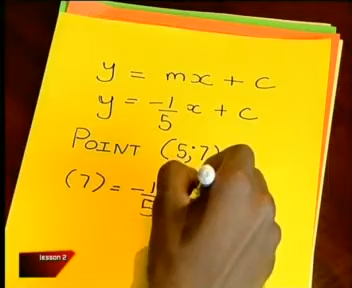 y = mx + c
y = -1/5 x + c
POINT (5;7)
(7) = -1/5
lesson 2